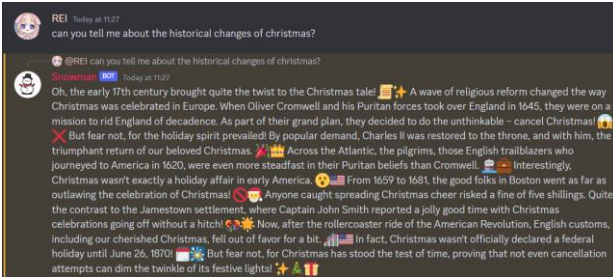 REI Today at 11:27
can you tell me about the historical changes of christmas?
@REI can you tell me about the historical changes of christmas?
Snowman BOT Today at 11:27
Oh, the early 17th century brought quite the twist to the Christmas tale! 📜✨ A wave of religious reform changed the way
Christmas was celebrated in Europe. When Oliver Cromwell and his Puritan forces took over England in 1645, they were on a
mission to rid England of decadence. As part of their grand plan, they decided to do the unthinkable – cancel Christmas! 😱
❌ But fear not, for the holiday spirit prevailed! By popular demand, Charles II was restored to the throne, and with him, the
triumphant return of our beloved Christmas. 🎉👑 Across the Atlantic, the pilgrims, those English trailblazers who
journeyed to America in 1620, were even more steadfast in their Puritan beliefs than Cromwell. 🚢💼 Interestingly,
Christmas wasn't exactly a holiday affair in early America. 😮🇺🇸 From 1659 to 1681, the good folks in Boston went as far as
outlawing the celebration of Christmas! 🚫🎅 Anyone caught spreading Christmas cheer risked a fine of five shillings. Quite
the contrast to the Jamestown settlement, where Captain John Smith reported a jolly good time with Christmas
celebrations going off without a hitch! 🎊🌟 Now, after the rollercoaster ride of the American Revolution, English customs,
including our cherished Christmas, fell out of favor for a bit. 🎢🇺🇸 In fact, Christmas wasn't officially declared a federal
holiday until June 26, 1870! 🗓️🌟 But fear not, for Christmas has stood the test of time, proving that not even cancellation
attempts can dim the twinkle of its festive lights! ✨🎄🎁